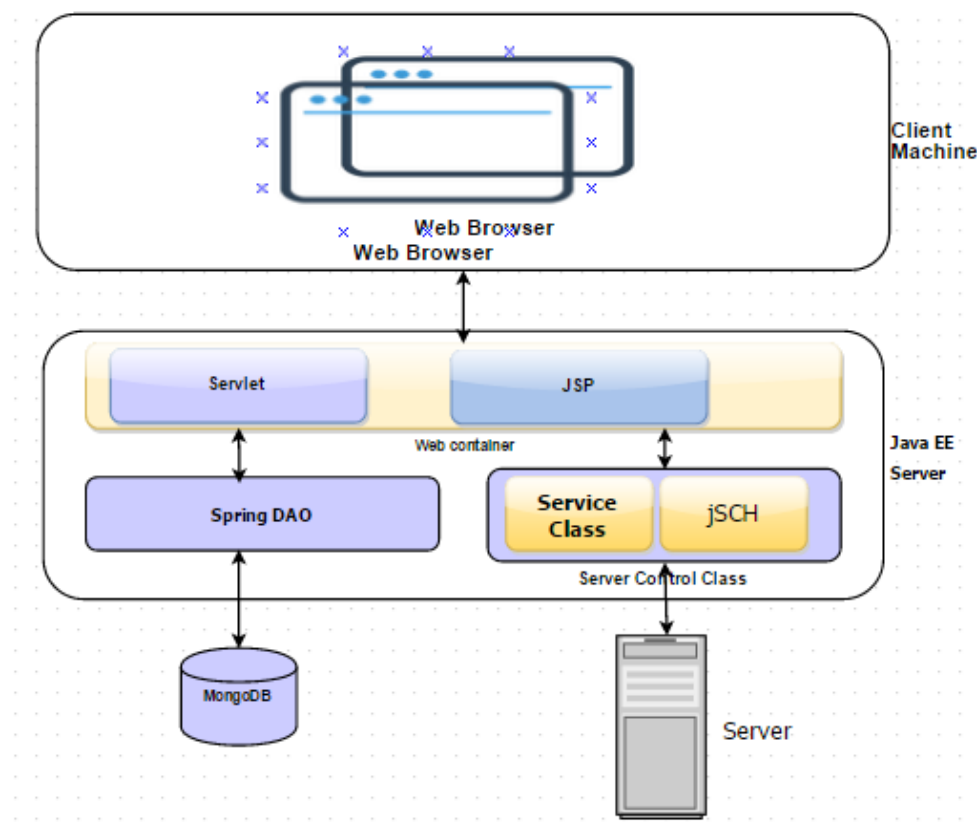 Client
Machine
Web Browser
Web Browser
Servlet
JSP
Web container
Java EE
Server
Spring DAO
Service
Class
jSCH
Server Control Class
MongoDB
Server